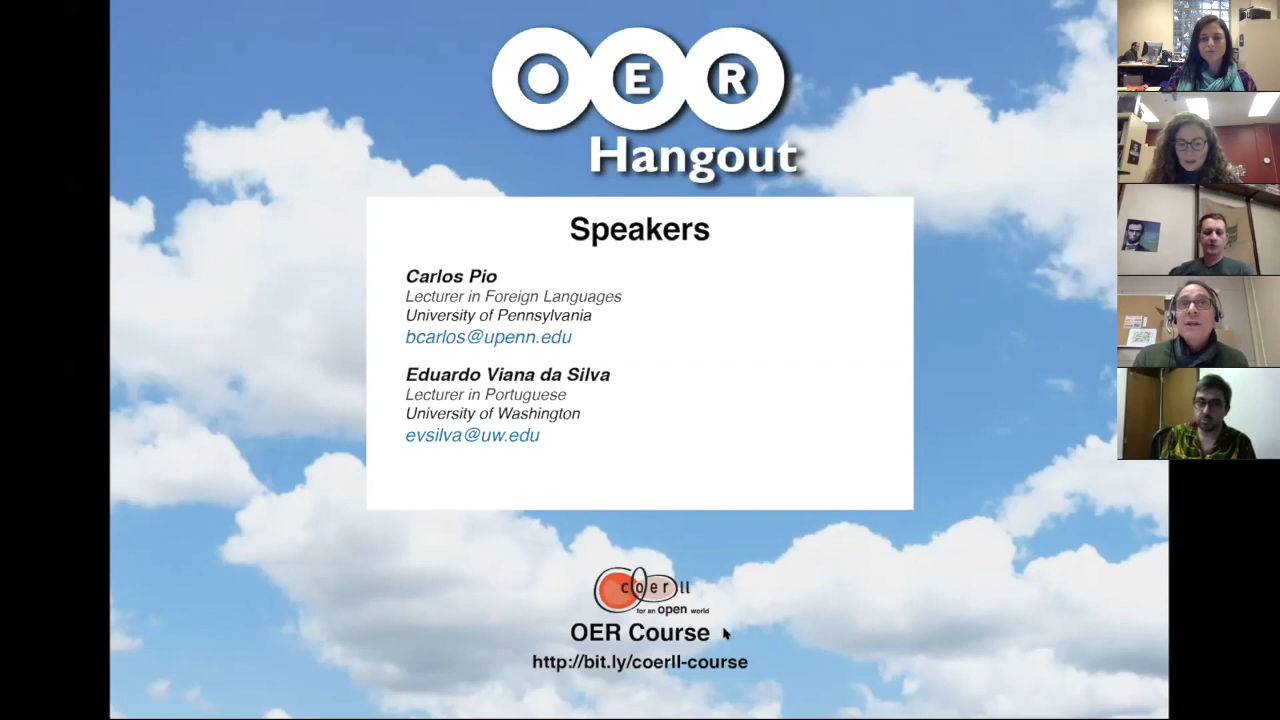 O E R
Hangout
Speakers
Carlos Pio
Lecturer in Foreign Languages
University of Pennsylvania
bcarlos@upenn.edu
Eduardo Viana da Silva
Lecturer in Portuguese
University of Washington
evsilva@uw.edu
coerll
for an open world
OER Course
http://bit.ly/coerll-course